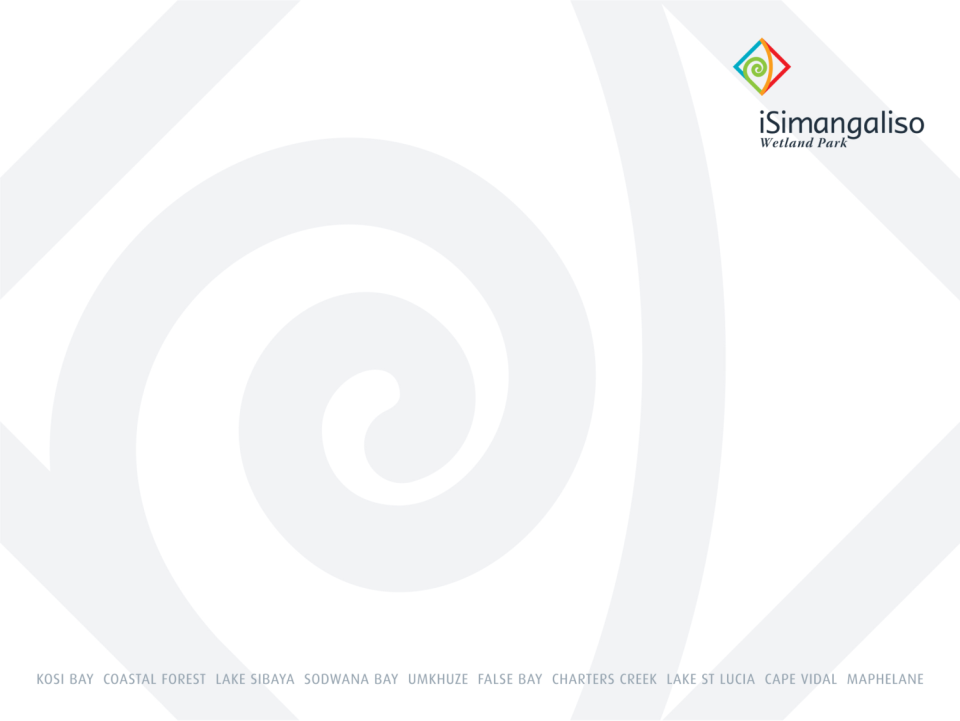 iSimangaliso
Wetland Park
KOSI BAY COASTAL FOREST LAKE SIBAYA SODWANA BAY UMKHUZE FALSE BAY CHARTERS CREEK LAKE ST LUCIA CAPE VIDAL MAPHELANE